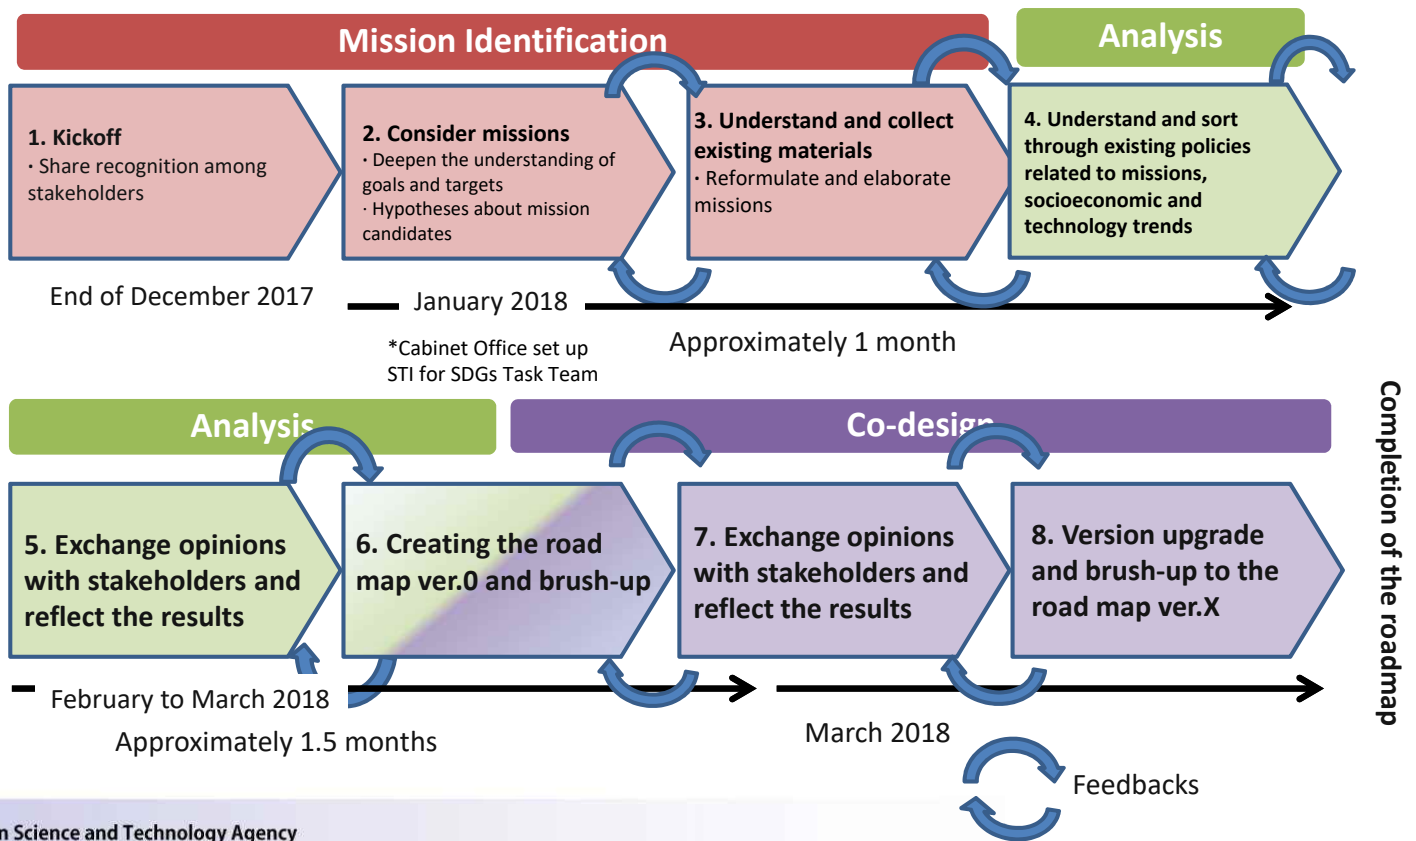 Mission Identification
Analysis
1. Kickoff
· Share recognition among
stakeholders
2. Consider missions
· Deepen the understanding of
goals and targets
· Hypotheses about mission
candidates
3. Understand and collect
existing materials
· Reformulate and elaborate
missions
4. Understand and sort
through existing policies
related to missions,
socioeconomic and
technology trends
End of December 2017
January 2018
Approximately 1 month
*Cabinet Office set up
STI for SDGs Task Team
Analysis
Co-design
5. Exchange opinions
with stakeholders and
reflect the results
6. Creating the road
map ver.0 and brush-up
7. Exchange opinions
with stakeholders and
reflect the results
8. Version upgrade
and brush-up to the
road map ver.X
Completion of the roadmap
February to March 2018
Approximately 1.5 months
March 2018
Feedbacks
n Science and Technology Agency